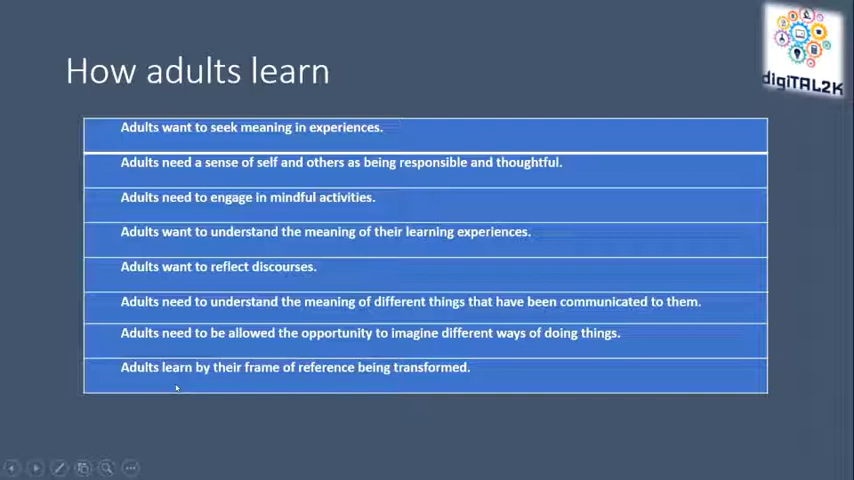 digiTAL2K
How adults learn
Adults want to seek meaning in experiences.
Adults need a sense of self and others as being responsible and thoughtful.
Adults need to engage in mindful activities.
Adults want to understand the meaning of their learning experiences.
Adults want to reflect discourses.
Adults need to understand the meaning of different things that have been communicated to them.
Adults need to be allowed the opportunity to imagine different ways of doing things.
Adults learn by their frame of reference being transformed.